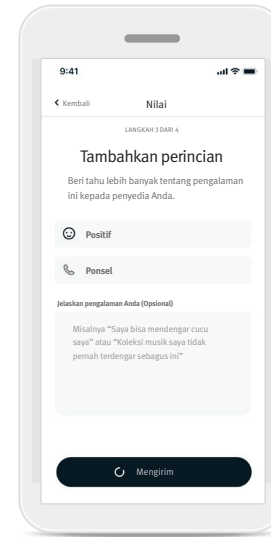 9:41
Kembali
Nilai
LANGKAH 3 DARI 4
Tambahkan perincian
Beri tahu lebih banyak tentang pengalaman
ini kepada penyedia Anda.
Positif
Ponsel
Jelaskan pengalaman Anda (Opsional)
Misalnya “Saya bisa mendengar cucu
saya” atau “Koleksi musik saya tidak
pernah terdengar sebagus ini”
Mengirim